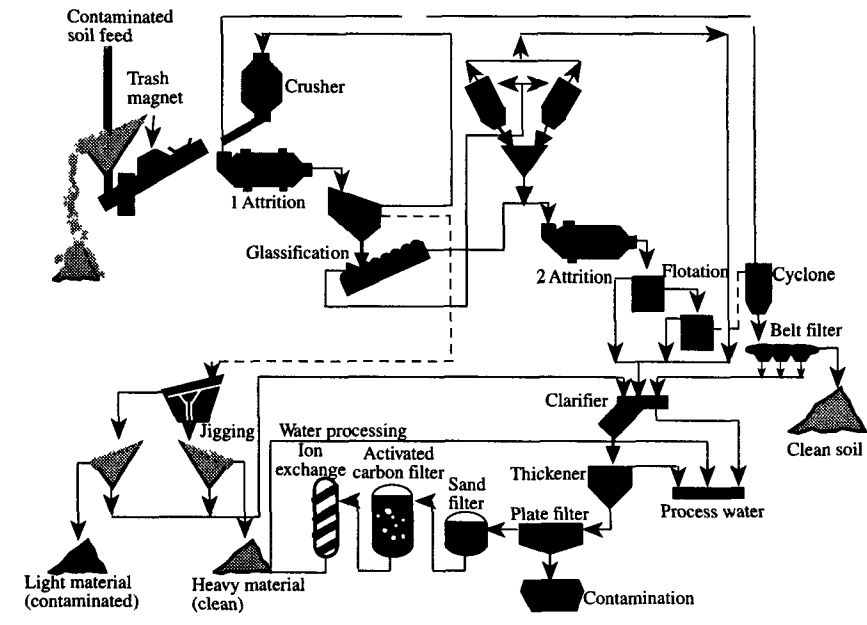 Contaminated
soil feed
Trash
magnet
Crusher
1 Attrition
Glassification
2 Attrition
Flotation
Cyclone
Belt filter
Clarifier
Clean soil
Jigging
Water processing
Ion
exchange
Activated
carbon filter
Sand
filter
Thickener
Plate filter
Process water
Light material
(contaminated)
Heavy material
(clean)
Contamination